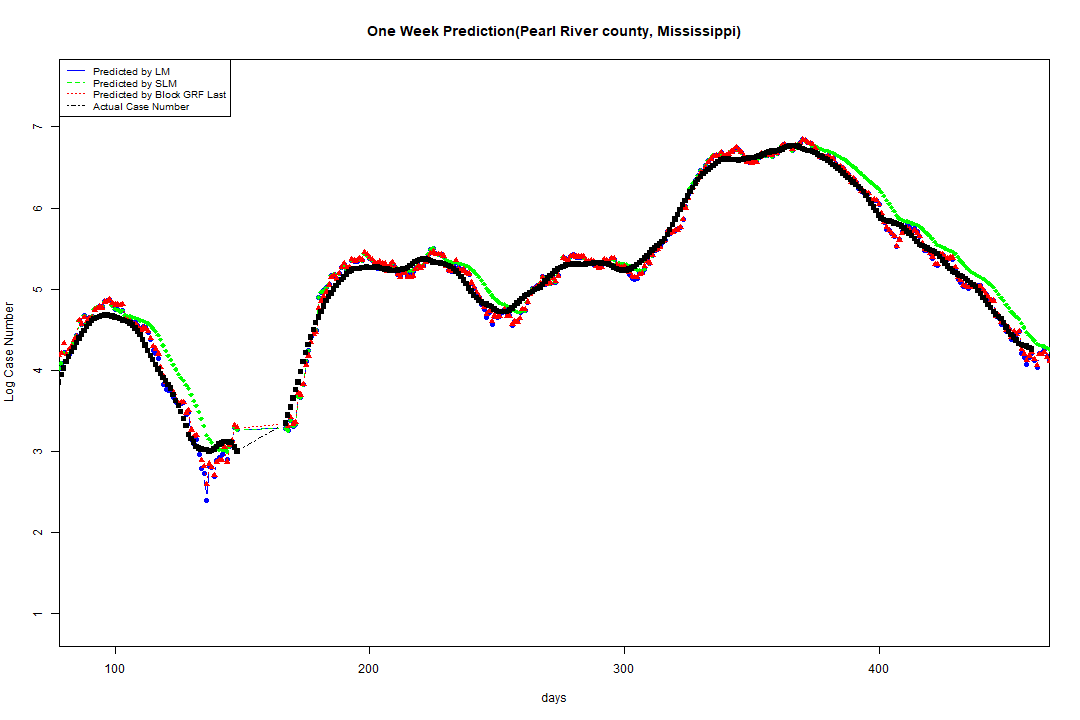 One Week Prediction(Pearl River county, Mississippi)
Predicted by LM
Predicted by SLM
Predicted by Block GRF Last
Actual Case Number
7
6
5
4
3
2
1
Log Case Number
100 200 300 400
days